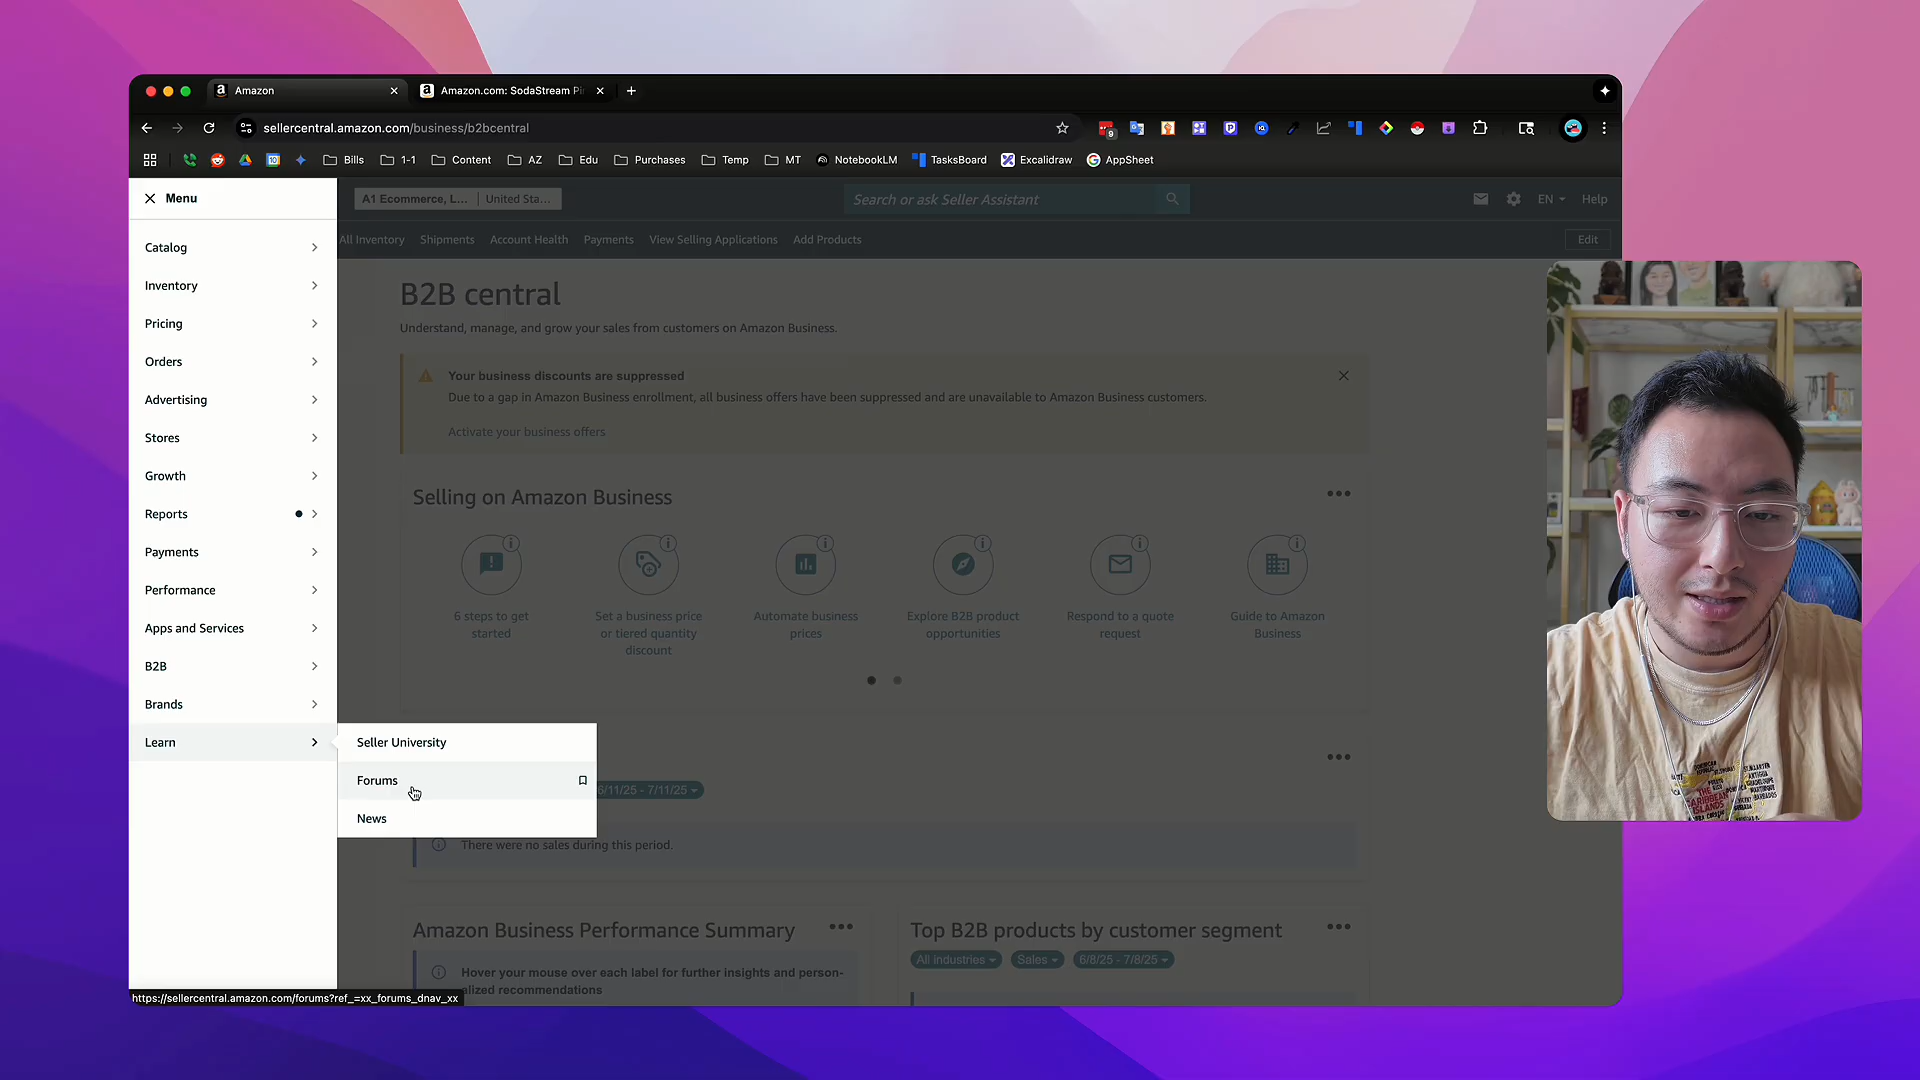 Amazon
Amazon.com: SodaStream Pi
sellercentral.amazon.com/business/b2bcentral
9
10
Bills
1-1
Content
AZ
Edu
Purchases
Temp
MT
NotebookLM
TasksBoard
Excalidraw
AppSheet
Menu
A1 Ecommerce, L...
United Sta...
Search or ask Seller Assistant
EN
Help
All Inventory
Shipments
Account Health
Payments
View Selling Applications
Add Products
Edit
Catalog
Inventory
Pricing
Orders
Advertising
Stores
Growth
Reports
Payments
Performance
Apps and Services
B2B
Brands
Learn
Seller University
Forums
News
B2B central
Understand, manage, and grow your sales from customers on Amazon Business.
Your business discounts are suppressed
Due to a gap in Amazon Business enrollment, all business offers have been suppressed and are unavailable to Amazon Business customers.
Activate your business offers
Selling on Amazon Business
6 steps to get
started
Set a business price
or tiered quantity
discount
Automate business
prices
Explore B2B product
opportunities
Respond to a quote
request
Guide to Amazon
Business
6/11/25 - 7/11/25
There were no sales during this period.
Amazon Business Performance Summary
Hover your mouse over each label for further insights and person-
alized recommendations
Top B2B products by customer segment
All industries
Sales
6/8/25 - 7/8/25
https://sellercentral.amazon.com/forums?ref_=xx_forums_dnav_xx
THE
CARIBBEAN
ISLANDS